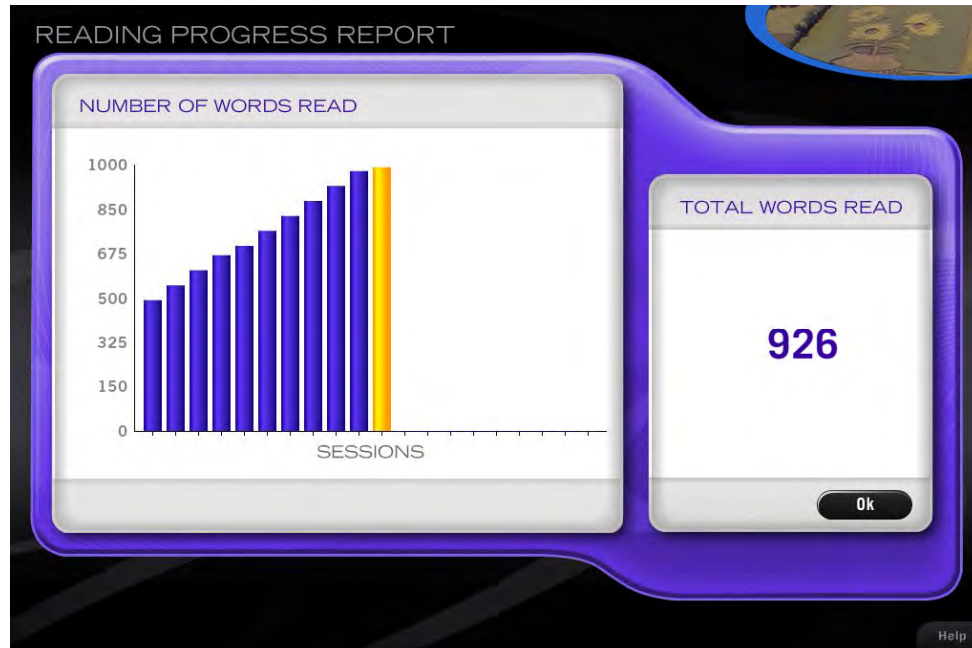 READING PROGRESS REPORT
NUMBER OF WORDS READ
1000
850
675
500
325
150
0
SESSIONS
TOTAL WORDS READ
926
Ok
Help